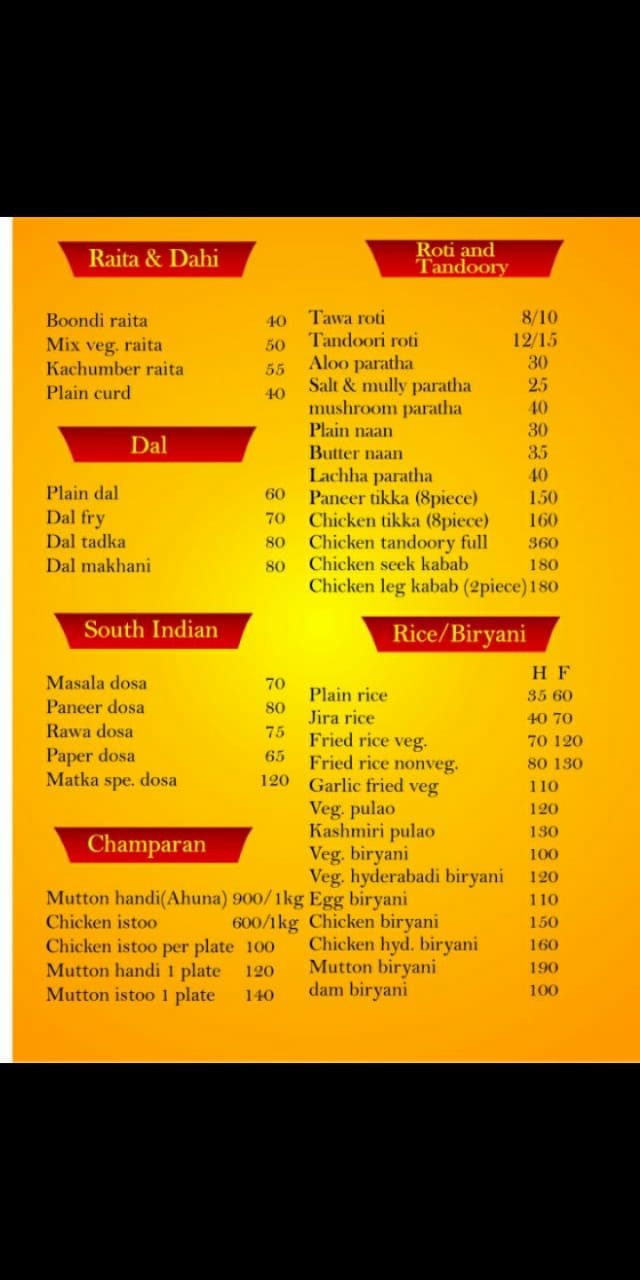 Raita & Dahi
Boondi raita 40
Mix veg. raita 50
Kachumber raita 55
Plain curd 40
Dal
Plain dal 60
Dal fry 70
Dal tadka 80
Dal makhani 80
South Indian
Masala dosa 70
Paneer dosa 80
Rawa dosa 75
Paper dosa 65
Matka spe. dosa 120
Champaran
Mutton handi(Ahuna) 900/1kg
Chicken istoo 600/1kg
Chicken istoo per plate 100
Mutton handi 1 plate 120
Mutton istoo 1 plate 140
Roti and
Tandoory
Tawa roti 8/10
Tandoori roti 12/15
Aloo paratha 30
Salt & mully paratha 25
mushroom paratha 40
Plain naan 30
Butter naan 35
Lachha paratha 40
Paneer tikka (8piece) 150
Chicken tikka (8piece) 160
Chicken tandoory full 360
Chicken seek kabab 180
Chicken leg kabab (2piece) 180
Rice/Biryani
H F
Plain rice 35 60
Jira rice 40 70
Fried rice veg. 70 120
Fried rice nonveg. 80 130
Garlic fried veg 110
Veg. pulao 120
Kashmiri pulao 130
Veg. biryani 100
Veg. hyderabadi biryani 120
Egg biryani 110
Chicken biryani 150
Chicken hyd. biryani 160
Mutton biryani 190
dam biryani 100